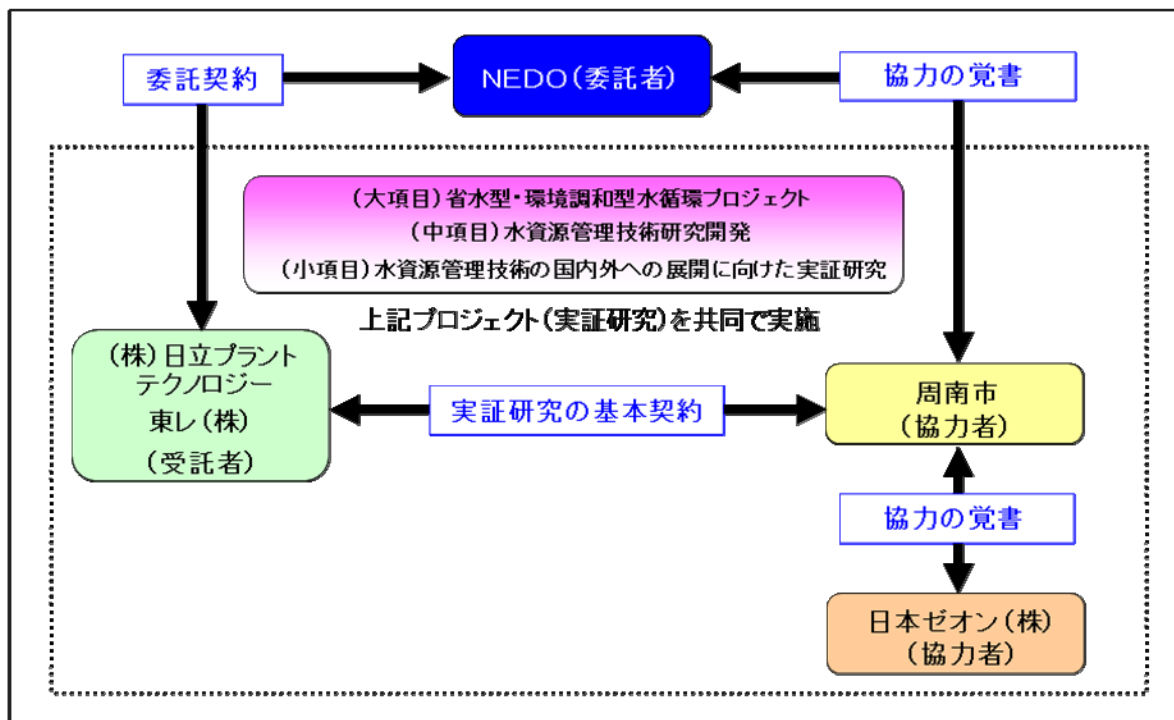 委託契約
NEDO(委託者)
協力の覚書
(大項目)省水型・環境調和型水循環プロジェクト
(中項目)水資源管理技術研究開発
(小項目)水資源管理技術の国内外への展開に向けた実証研究
上記プロジェクト(実証研究)を共同で実施
(株)日立プラント
テクノロジー
東レ(株)
(受託者)
実証研究の基本契約
周南市
(協力者)
協力の覚書
日本ゼオン(株)
(協力者)